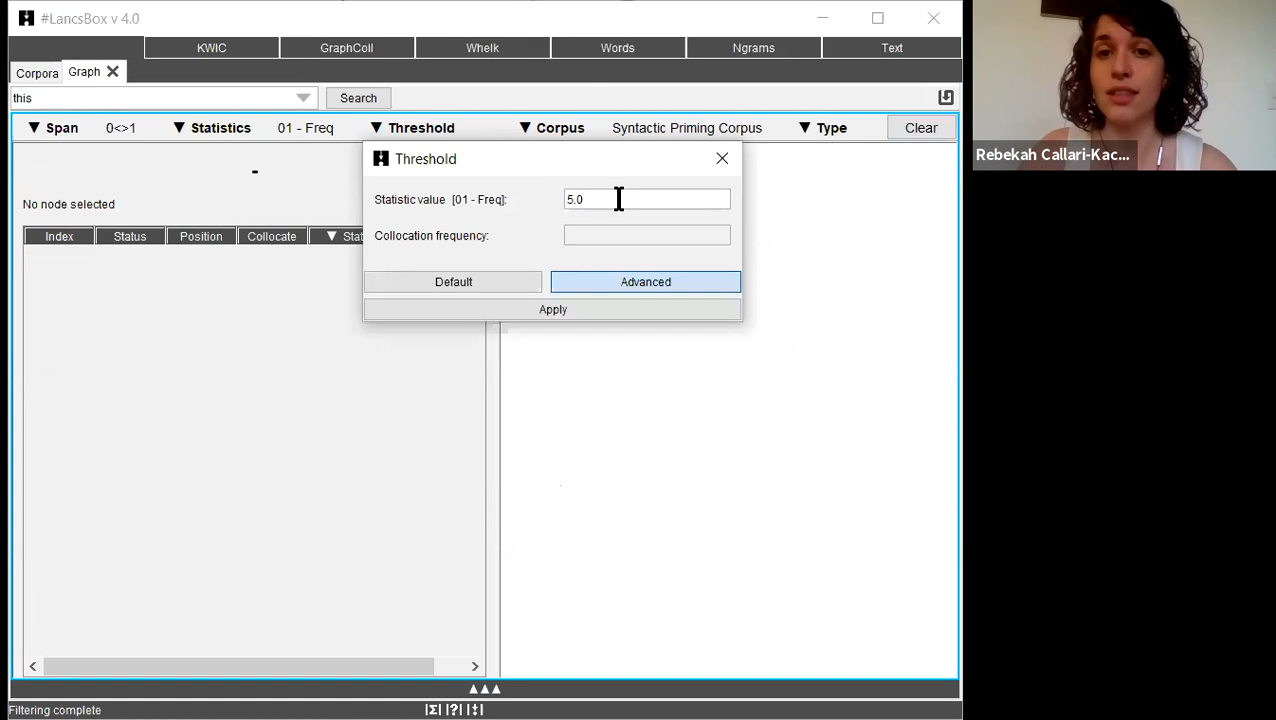 #LancsBox v 4.0
KWIC GraphColl Whelk Words Ngrams Text
Corpora Graph
this Search
Span 0<>1 Statistics 01 - Freq Threshold Corpus Syntactic Priming Corpus Type Clear
Threshold
-
Statistic value [01 - Freq]: 5.0
No node selected
Index Status Position Collocate Stat
Collocation frequency:
Default Advanced
Apply
Filtering complete
Rebekah Callari-Kac...